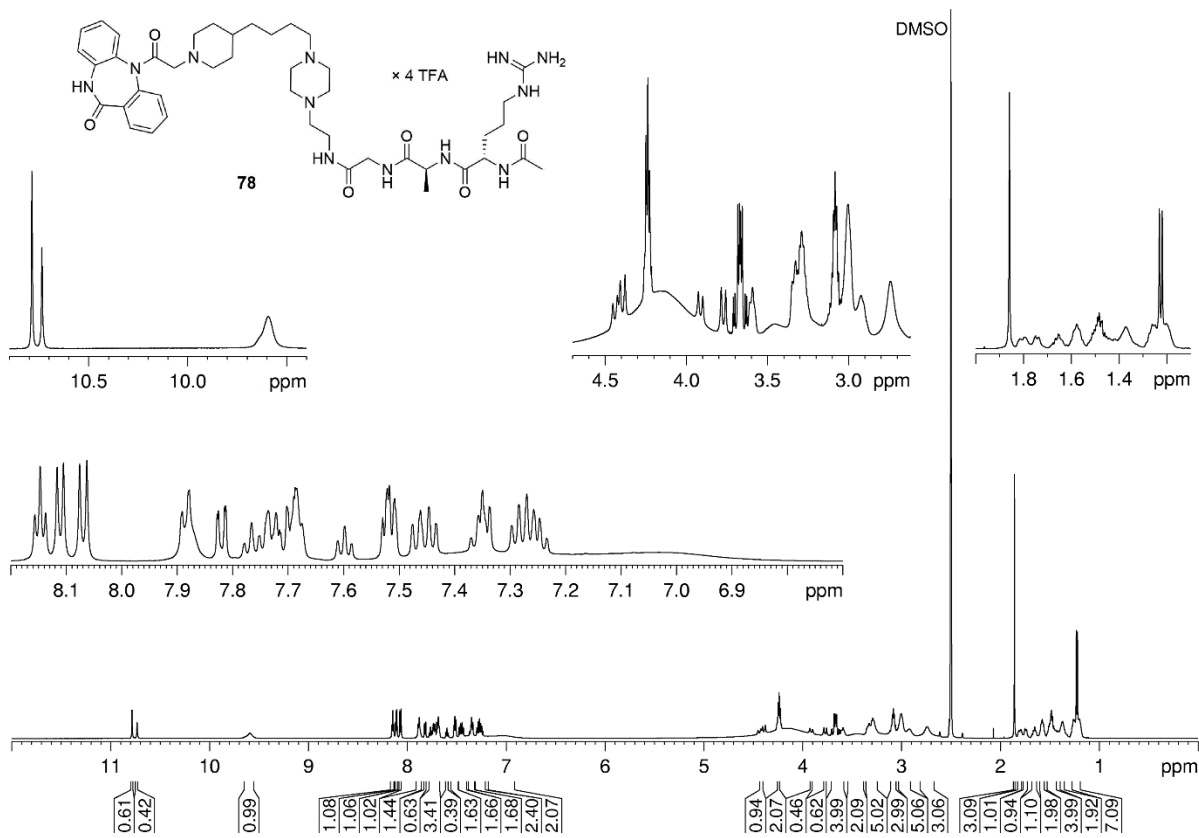 DMSO
O
N
N
N
HN
O
× 4 TFA
HN NH₂
NH
N
N
H
N
O
H
N
O
N
H
O
H
N
O
N
H
O
78
10.5 10.0 ppm
4.5 4.0 3.5 3.0 ppm
1.8 1.6 1.4 ppm
8.1 8.0 7.9 7.8 7.7 7.6 7.5 7.4 7.3 7.2 7.1 7.0 6.9 ppm
11 10 9 8 7 6 5 4 3 2 1 ppm
0.61 0.42 0.99 1.08 1.06 1.02 1.44 0.63 3.41 0.39 1.63 1.66 1.68 2.40 2.07 0.94 2.07 0.46 0.62 3.99 2.09 5.02 2.99 5.06 3.06 3.09 1.01 0.94 1.10 1.98 3.99 1.92 7.09